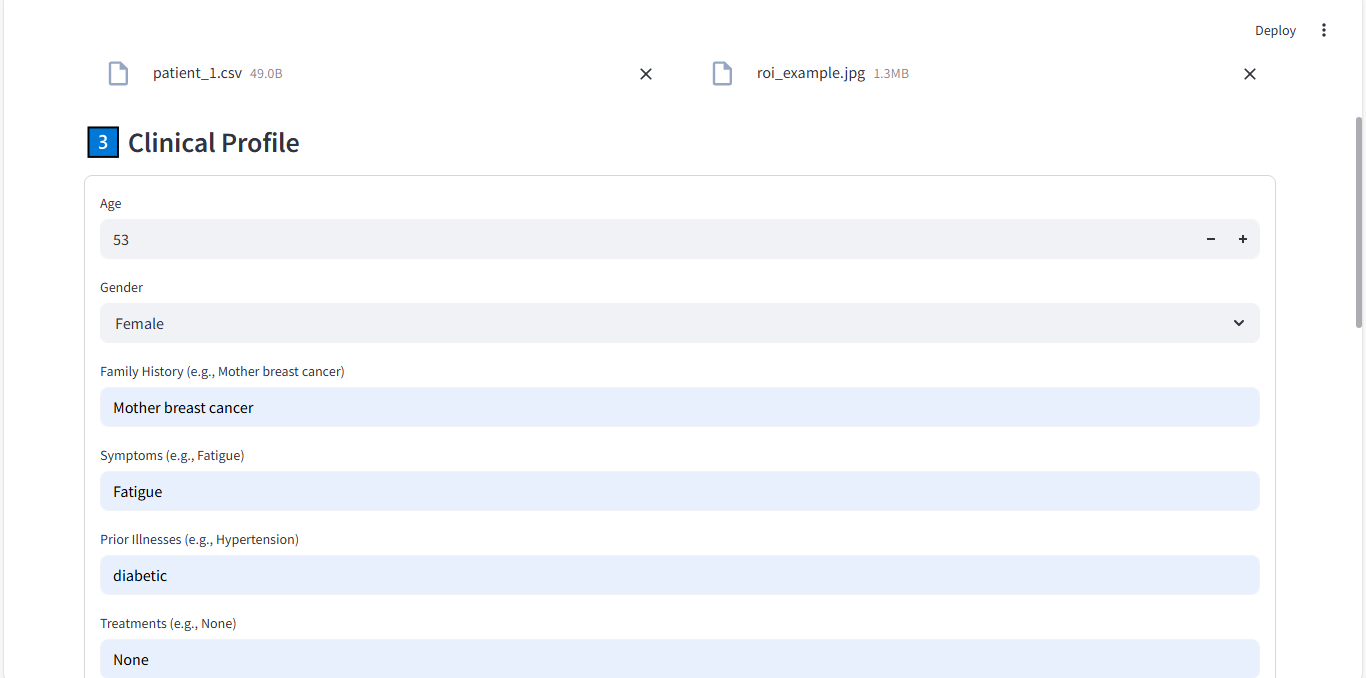 Deploy
patient_1.csv 49.0B
roi_example.jpg 1.3MB
3 Clinical Profile
Age
53
Gender
Female
Family History (e.g., Mother breast cancer)
Mother breast cancer
Symptoms (e.g., Fatigue)
Fatigue
Prior Illnesses (e.g., Hypertension)
diabetic
Treatments (e.g., None)
None